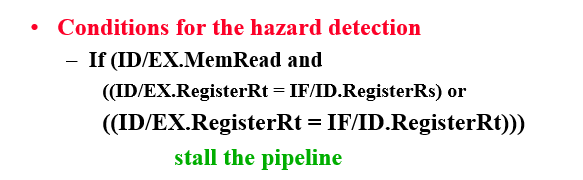 • Conditions for the hazard detection
– If (ID/EX.MemRead and
((ID/EX.RegisterRt = IF/ID.RegisterRs) or
((ID/EX.RegisterRt = IF/ID.RegisterRt)))
stall the pipeline